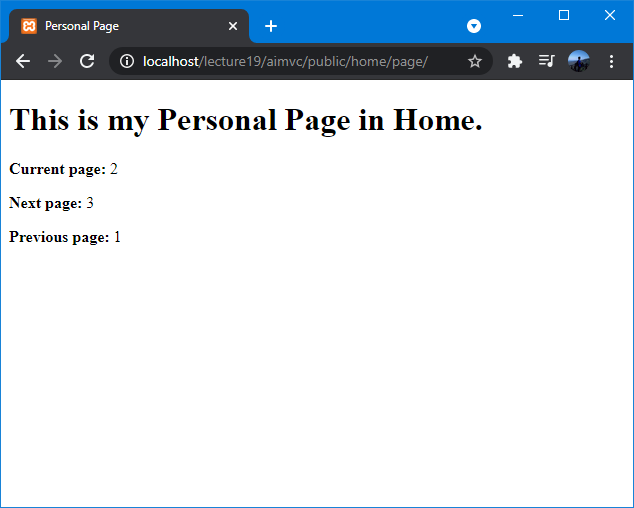 Personal Page
localhost/lecture19/aimvc/public/home/page/
This is my Personal Page in Home.
Current page: 2
Next page: 3
Previous page: 1